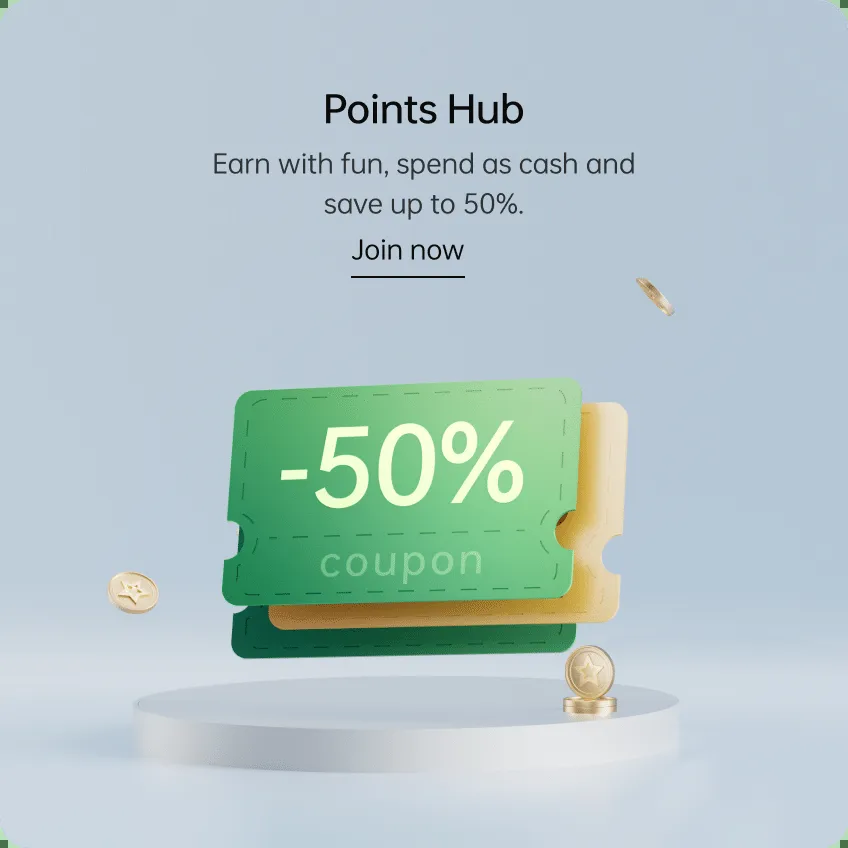 Points Hub
Earn with fun, spend as cash and
save up to 50%.
Join now
-50%
coupon